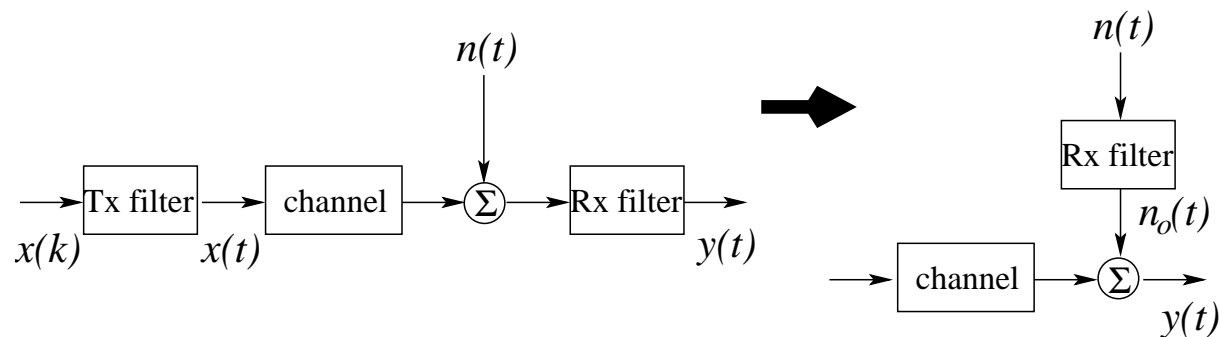 n(t)
Tx filter
channel
Σ
Rx filter
x(k)
x(t)
y(t)
n(t)
Rx filter
n_o(t)
channel
Σ
y(t)